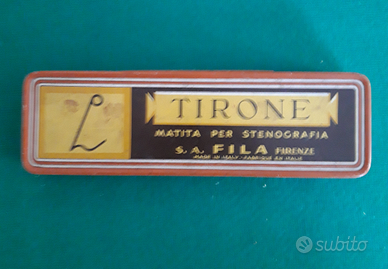 TIRONE
MATITA PER STENOGRAFIA
S. A. FILA FIRENZE
MADE IN ITALY - FABRIQUÉ EN ITALIE
subito